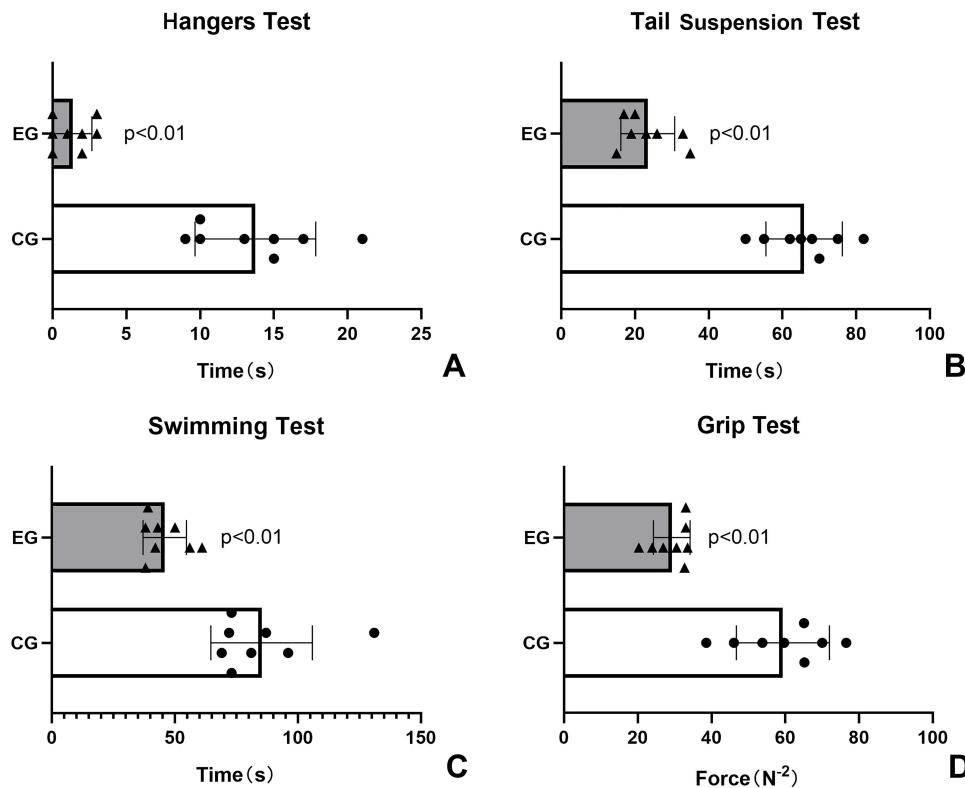 Hangers Test
EG
p<0.01
CG
0 5 10 15 20 25
Time（s）
A
Tail Suspension Test
EG
p<0.01
CG
0 20 40 60 80 100
Time（s）
B
Swimming Test
EG
p<0.01
CG
0 50 100 150
Time（s）
C
Grip Test
EG
p<0.01
CG
0 20 40 60 80 100
Force（N⁻²）
D